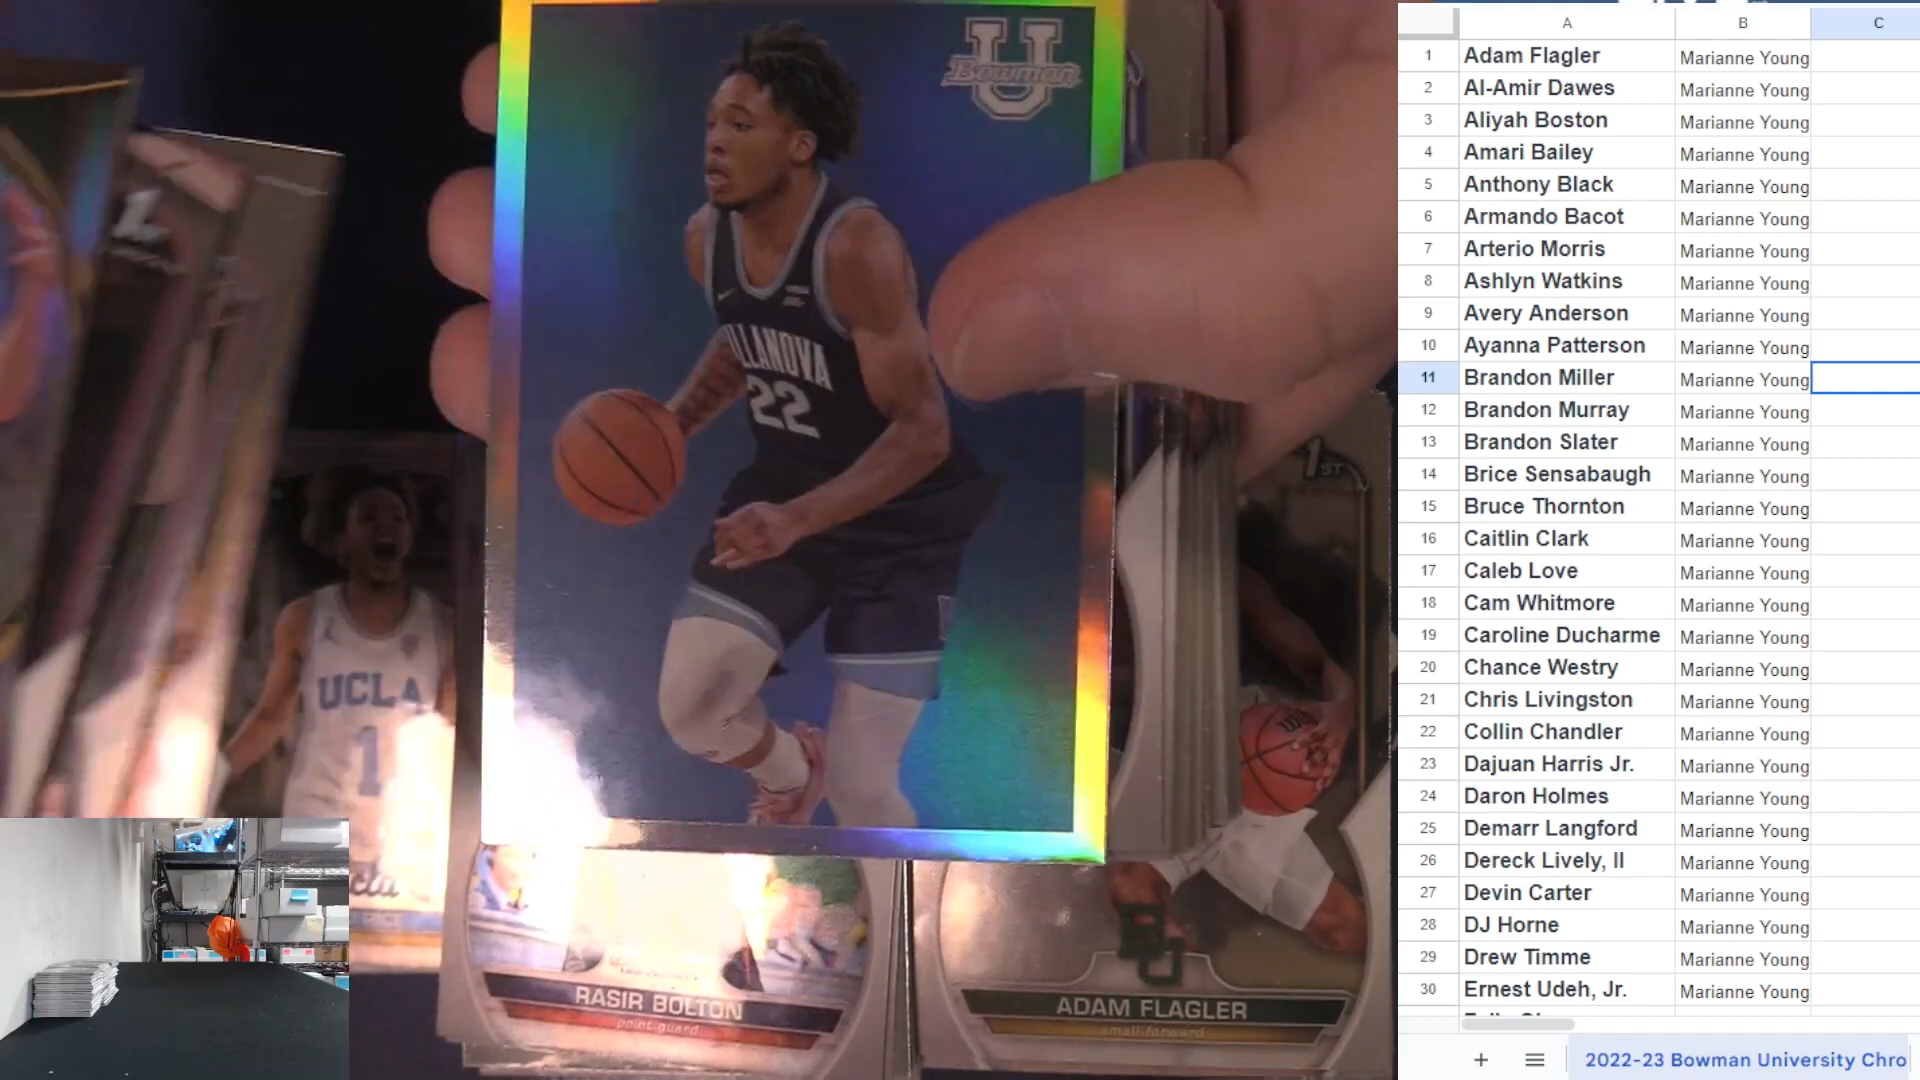 U
Bowman
VILLANOVA
22
1
ST
UCLA
1
RASIR BOLTON
point guard
ADAM FLAGLER
small forward
A B C
1 Adam Flagler Marianne Young
2 Al-Amir Dawes Marianne Young
3 Aliyah Boston Marianne Young
4 Amari Bailey Marianne Young
5 Anthony Black Marianne Young
6 Armando Bacot Marianne Young
7 Arterio Morris Marianne Young
8 Ashlyn Watkins Marianne Young
9 Avery Anderson Marianne Young
10 Ayanna Patterson Marianne Young
11 Brandon Miller Marianne Young
12 Brandon Murray Marianne Young
13 Brandon Slater Marianne Young
14 Brice Sensabaugh Marianne Young
15 Bruce Thornton Marianne Young
16 Caitlin Clark Marianne Young
17 Caleb Love Marianne Young
18 Cam Whitmore Marianne Young
19 Caroline Ducharme Marianne Young
20 Chance Westry Marianne Young
21 Chris Livingston Marianne Young
22 Collin Chandler Marianne Young
23 Dajuan Harris Jr. Marianne Young
24 Daron Holmes Marianne Young
25 Demarr Langford Marianne Young
26 Dereck Lively, II Marianne Young
27 Devin Carter Marianne Young
28 DJ Horne Marianne Young
29 Drew Timme Marianne Young
30 Ernest Udeh, Jr. Marianne Young
2022-23 Bowman University Chro